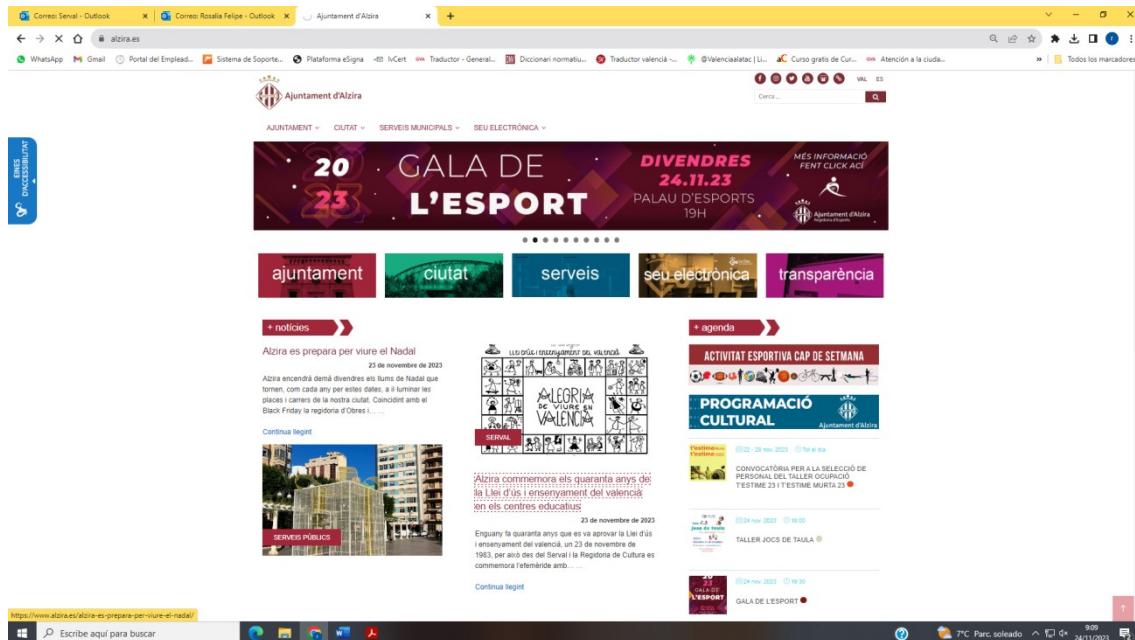 Correo: Serval - Outlook
Correo: Rosalía Felipe - Outlook
Ajuntament d'Alzira
alzira.es
WhatsApp
Gmail
Portal del Emplead...
Sistema de Soporte...
Plataforma eSigna
IvCert
Traductor - General...
Diccionari normatiu...
Traductor valencià -...
@Valenciaalatac | Li...
Curso gratis de Cur...
Atención a la ciuda...
Todos los marcadores
Ajuntament d'Alzira
VAL ES
Cerca ...
AJUNTAMENT
CIUTAT
SERVEIS MUNICIPALS
SEU ELECTRÒNICA
EINES
D'ACCESSIBILITAT
20
23
GALA DE
L'ESPORT
DIVENDRES
24.11.23
PALAU D'ESPORTS
19H
MÉS INFORMACIÓ
FENT CLICK ACÍ
Ajuntament d'Alzira
Regidoria d'Esports
ajuntament
ciutat
serveis
seu electrònica
transparència
+ notícies
Alzira es prepara per viure el Nadal
23 de novembre de 2023
Alzira encendrà demà divendres els llums de Nadal que
tornen, com cada any per estes dates, a il·luminar les
places i carrers de la nostra ciutat. Coincidint amb el
Black Friday la regidoria d'Obres i... ...
Continua llegint
SERVEIS PÚBLICS
ALEGRIA
DE VIURE EN
VALENCIÀ
SERVAL
Alzira commemora els quaranta anys de
la Llei d'ús i ensenyament del valencià
en els centres educatius
23 de novembre de 2023
Enguany fa quaranta anys que es va aprovar la Llei d'ús
i ensenyament del valencià, un 23 de novembre de
1983, per això des del Serval i la Regidoria de Cultura es
commemora l'efemèride amb... ...
Continua llegint
+ agenda
ACTIVITAT ESPORTIVA CAP DE SETMANA
PROGRAMACIÓ
CULTURAL
Ajuntament d'Alzira
22 - 29 nov. 2023 Tot el dia
CONVOCATÒRIA PER A LA SELECCIÓ DE
PERSONAL DEL TALLER OCUPACIÓ
T'ESTIME 23 I T'ESTIME MURTA 23
24 nov. 2023 18:00
TALLER JOCS DE TAULA
24 nov. 2023 19:30
GALA DE L'ESPORT
https://www.alzira.es/alzira-es-prepara-per-viure-el-nadal/
Escribe aquí para buscar
7°C Parc. soleado
9:09
24/11/2023